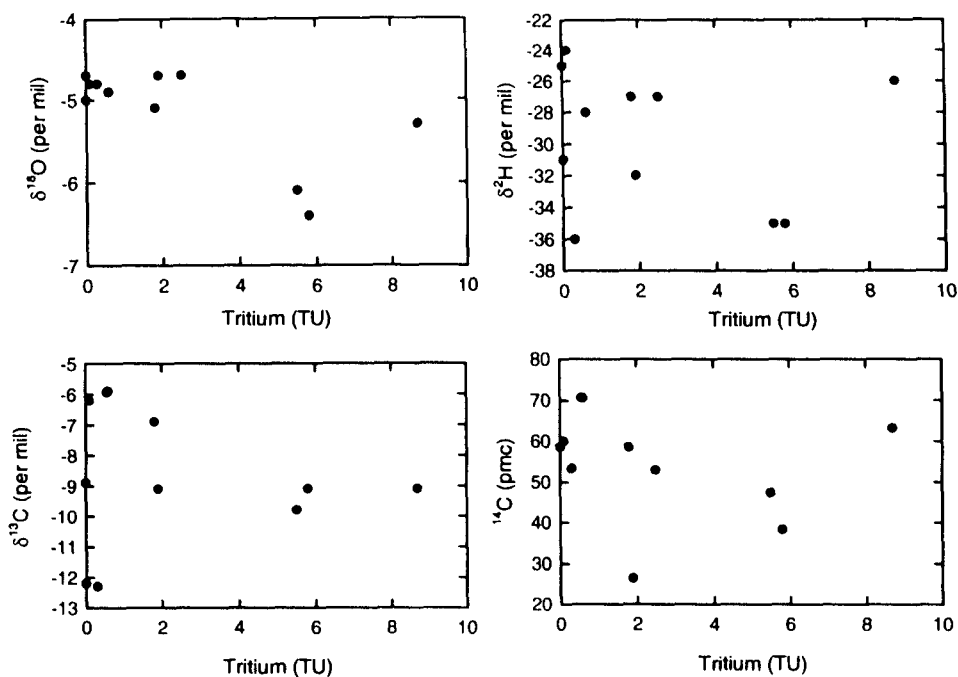 -4
-5
-6
-7
δ¹⁸O (per mil)
0 2 4 6 8 10
Tritium (TU)
-22
-24
-26
-28
-30
-32
-34
-36
-38
δ²H (per mil)
0 2 4 6 8 10
Tritium (TU)
-5
-6
-7
-8
-9
-10
-11
-12
-13
δ¹³C (per mil)
0 2 4 6 8 10
Tritium (TU)
80
70
60
50
40
30
20
¹⁴C (pmc)
0 2 4 6 8 10
Tritium (TU)